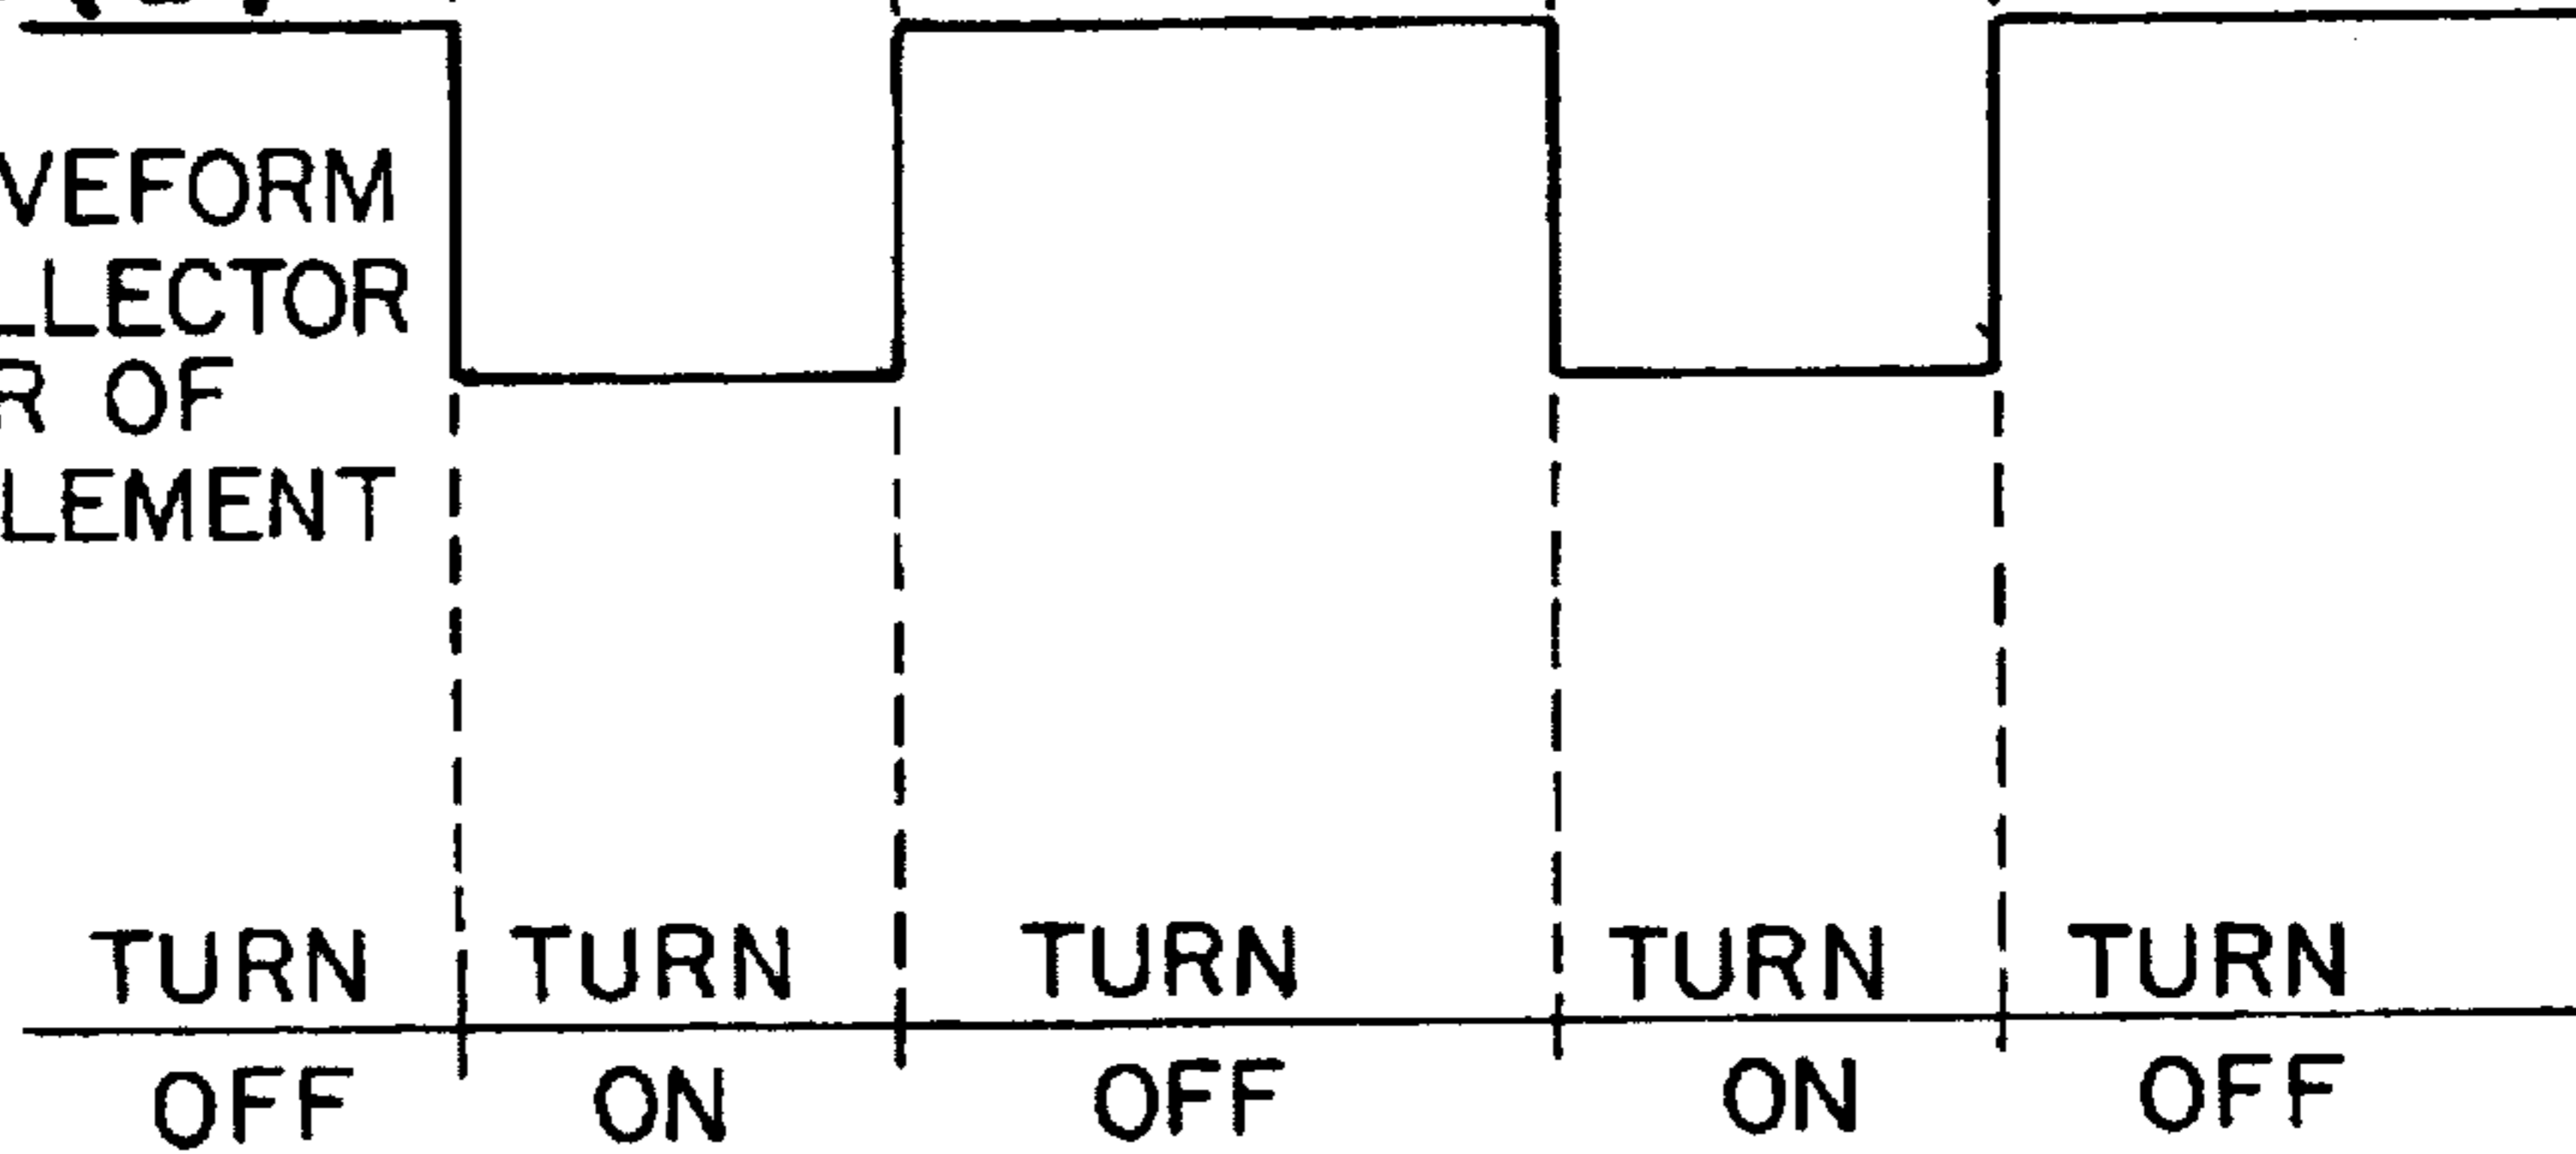 VEFORM
LLECTOR
R OF
LEMENT
TURN TURN TURN TURN TURN
OFF ON OFF ON OFF